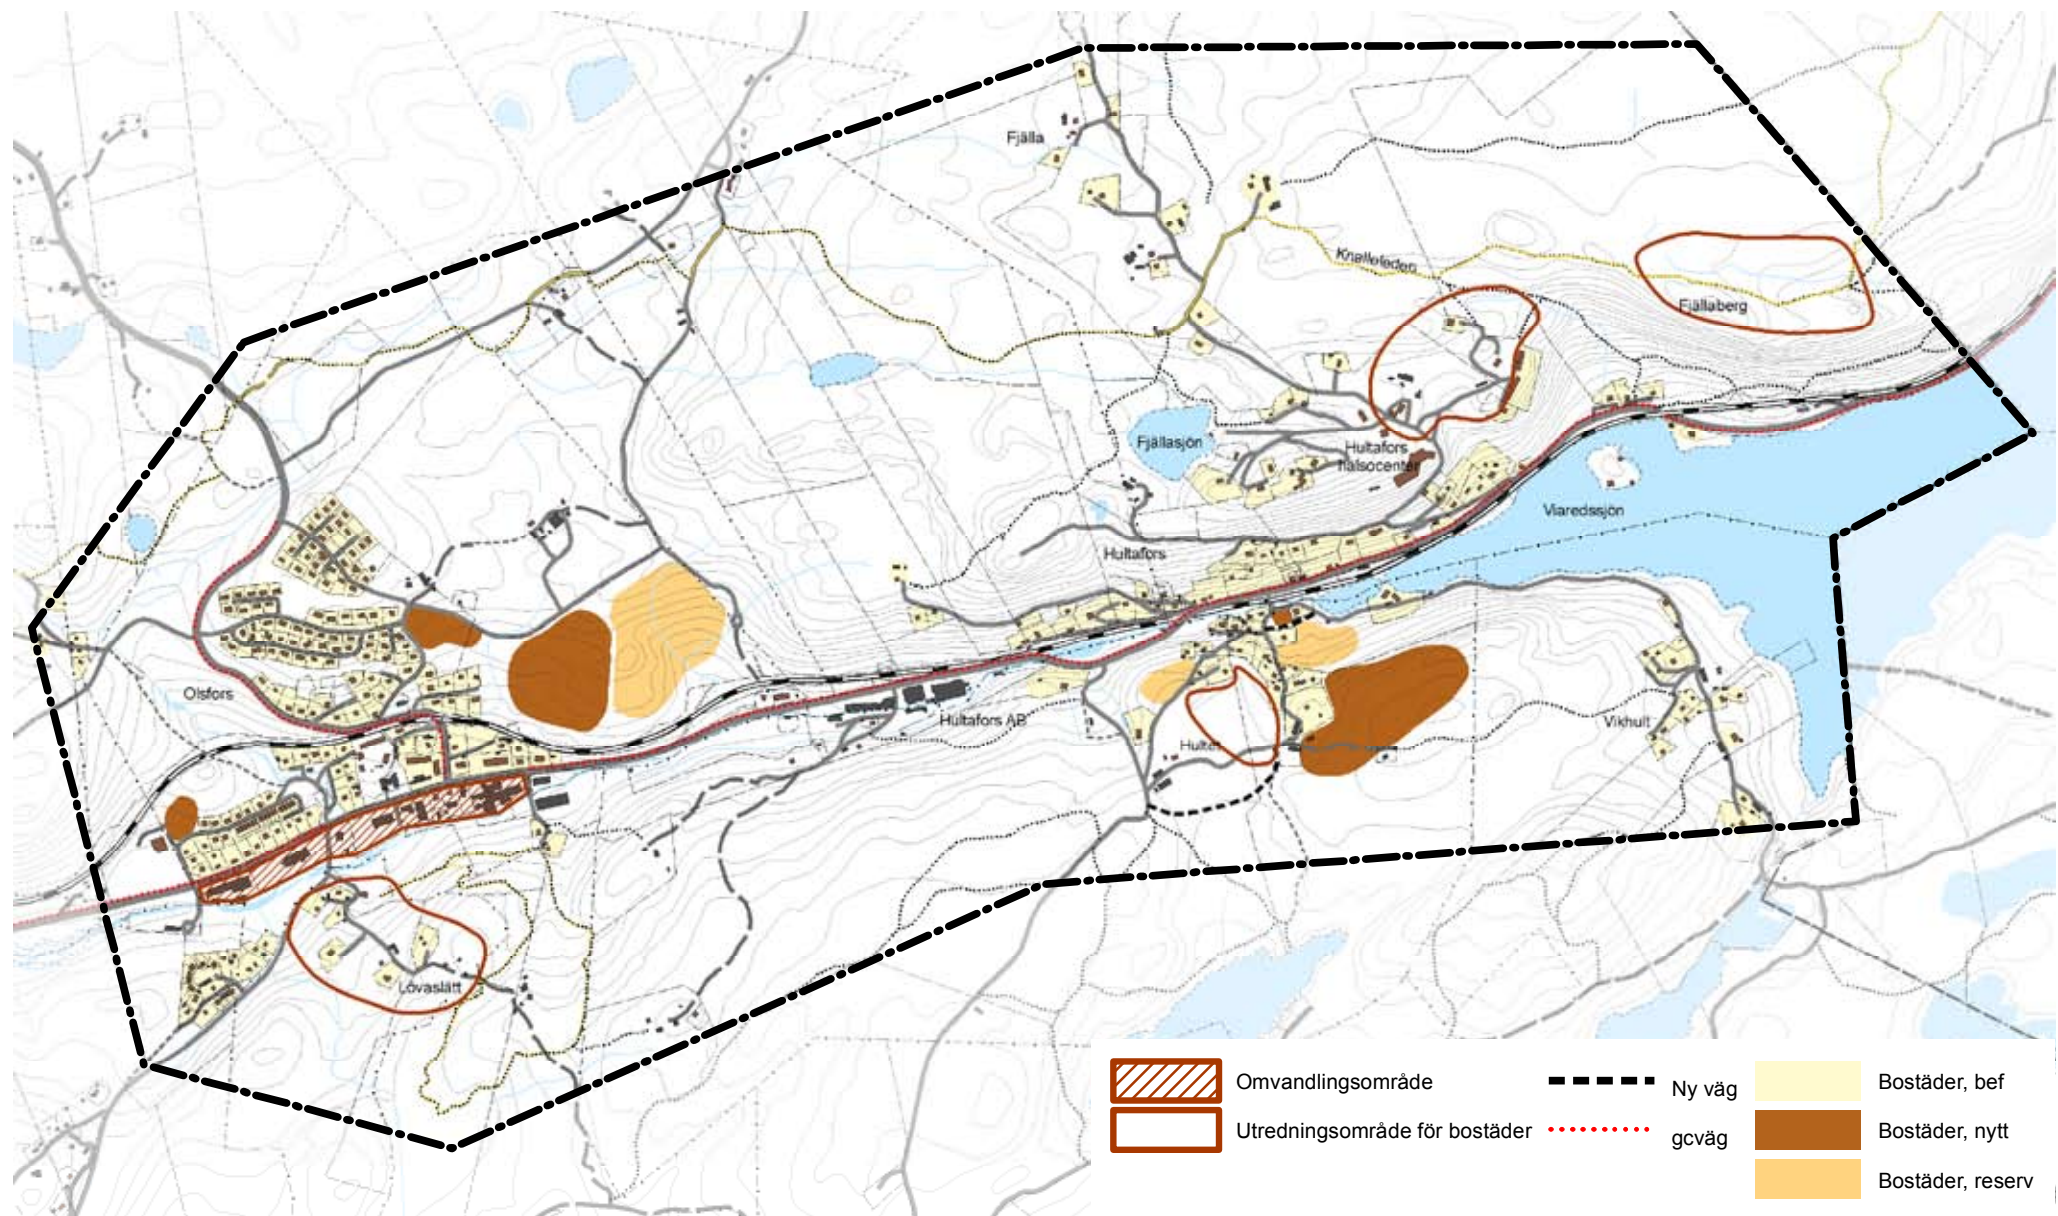 Fjälla
Knalleleden
Fjällaberg
Fjällasjön
Hultafors
hälsocenter
Viaredssjön
Hultafors
Olsfors
Hultafors AB
Vikhult
Hultet
Lövaslätt
Omvandlingsområde
Utredningsområde för bostäder
Ny väg
gcväg
Bostäder, bef
Bostäder, nytt
Bostäder, reserv